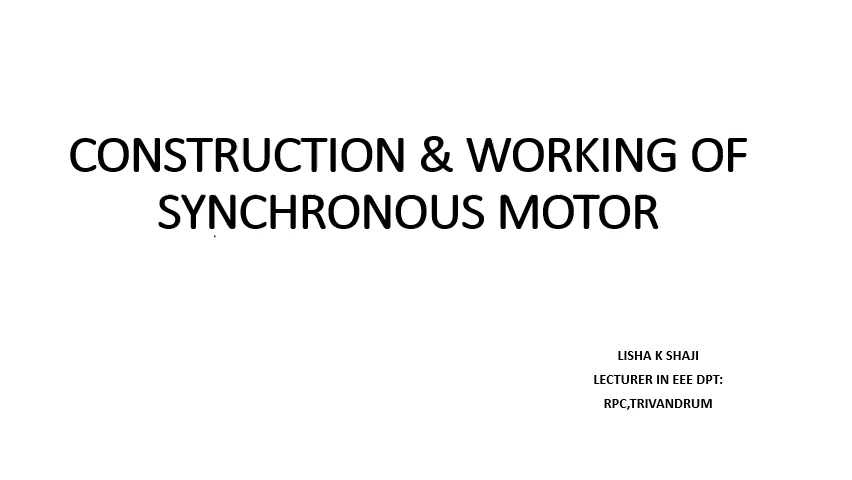 CONSTRUCTION & WORKING OF
SYNCHRONOUS MOTOR
LISHA K SHAJI
LECTURER IN EEE DPT:
RPC,TRIVANDRUM